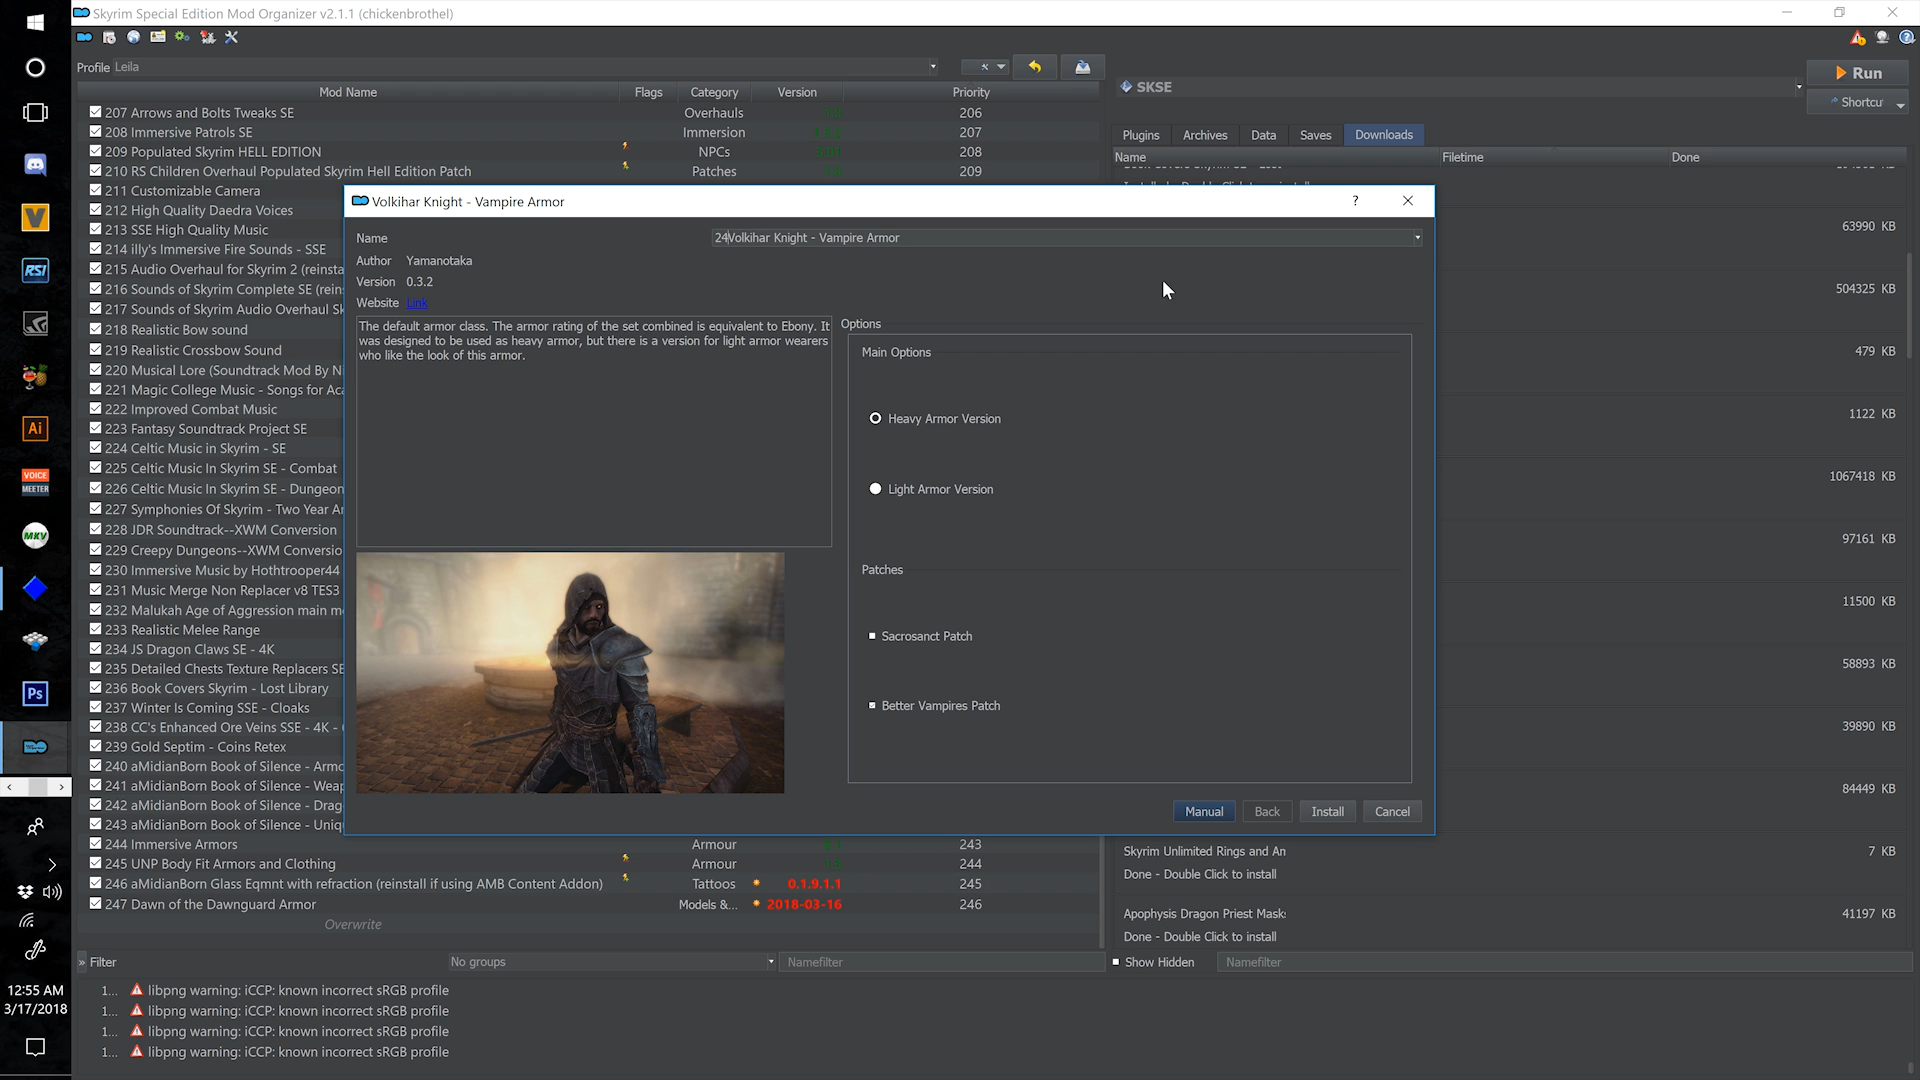 Skyrim Special Edition Mod Organizer v2.1.1 (chickenbrothel)
Profile Leila
SKSE
Run
Shortcu
Mod Name Flags Category Version Priority
Plugins Archives Data Saves Downloads
Name Filetime Done
207 Arrows and Bolts Tweaks SE Overhauls 206
208 Immersive Patrols SE Immersion 207
209 Populated Skyrim HELL EDITION NPCs 208
210 RS Children Overhaul Populated Skyrim Hell Edition Patch Patches 209
211 Customizable Camera
212 High Quality Daedra Voices
213 SSE High Quality Music
214 illy's Immersive Fire Sounds - SSE
215 Audio Overhaul for Skyrim 2 (reinsta
216 Sounds of Skyrim Complete SE (rein
217 Sounds of Skyrim Audio Overhaul Sk
218 Realistic Bow sound
219 Realistic Crossbow Sound
220 Musical Lore (Soundtrack Mod By N
221 Magic College Music - Songs for Aca
222 Improved Combat Music
223 Fantasy Soundtrack Project SE
224 Celtic Music in Skyrim - SE
225 Celtic Music In Skyrim SE - Combat
226 Celtic Music In Skyrim SE - Dungeon
227 Symphonies Of Skyrim - Two Year A
228 JDR Soundtrack--XWM Conversion
229 Creepy Dungeons--XWM Conversio
230 Immersive Music by Hothtrooper44
231 Music Merge Non Replacer v8 TES3
232 Malukah Age of Aggression main m
233 Realistic Melee Range
234 JS Dragon Claws SE - 4K
235 Detailed Chests Texture Replacers SE
236 Book Covers Skyrim - Lost Library
237 Winter Is Coming SSE - Cloaks
238 CC's Enhanced Ore Veins SSE - 4K -
239 Gold Septim - Coins Retex
240 aMidianBorn Book of Silence - Armo
241 aMidianBorn Book of Silence - Weap
242 aMidianBorn Book of Silence - Drag
243 aMidianBorn Book of Silence - Uniq
244 Immersive Armors Armour 243
245 UNP Body Fit Armors and Clothing Armour 244
246 aMidianBorn Glass Eqmnt with refraction (reinstall if using AMB Content Addon) Tattoos 0.1.9.1.1 245
247 Dawn of the Dawnguard Armor Models &... 2018-03-16 246
Overwrite
Volkihar Knight - Vampire Armor
?
Name 24Volkihar Knight - Vampire Armor
Author Yamanotaka
Version 0.3.2
Website Link
The default armor class. The armor rating of the set combined is equivalent to Ebony. It
was designed to be used as heavy armor, but there is a version for light armor wearers
who like the look of this armor.
Options
Main Options
Heavy Armor Version
Light Armor Version
Patches
Sacrosanct Patch
Better Vampires Patch
Manual Back Install Cancel
63990 KB
504325 KB
479 KB
1122 KB
1067418 KB
97161 KB
11500 KB
58893 KB
39890 KB
84449 KB
Skyrim Unlimited Rings and Am 7 KB
Done - Double Click to install
Apophysis Dragon Priest Mask 41197 KB
Done - Double Click to install
» Filter No groups Namefilter
Show Hidden Namefilter
1... libpng warning: iCCP: known incorrect sRGB profile
1... libpng warning: iCCP: known incorrect sRGB profile
1... libpng warning: iCCP: known incorrect sRGB profile
1... libpng warning: iCCP: known incorrect sRGB profile
RSI
Ai
VOICE
MEETER
MKV
Ps
12:55 AM
3/17/2018